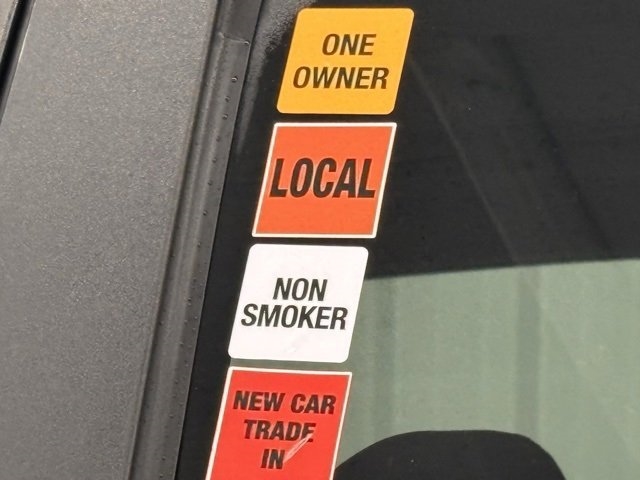 ONE
OWNER
LOCAL
NON
SMOKER
NEW CAR
TRADE
IN